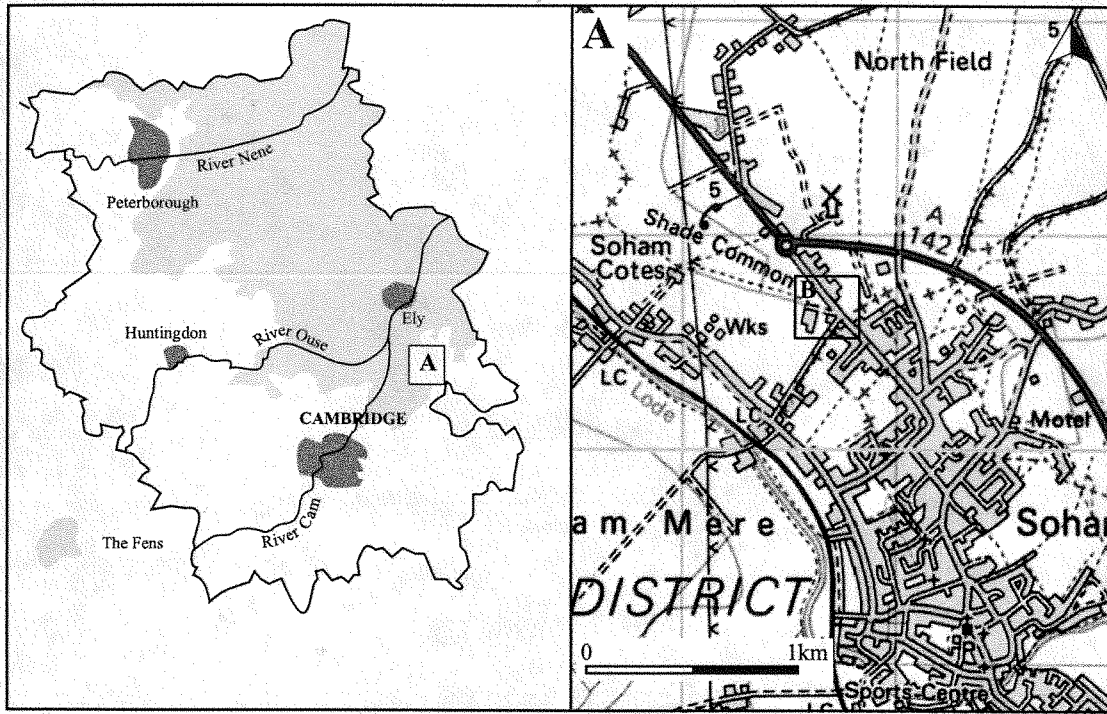 River Nene
Peterborough
Ely
Huntingdon
River Ouse
A
CAMBRIDGE
River Cam
The Fens
A
5
North Field
5
A
142
Shade Common
Soham
Cotes
B
Wks
LC
Lode
LC
Motel
am Mere
Soha
DISTRICT
0
1km
Sports Centre
LC